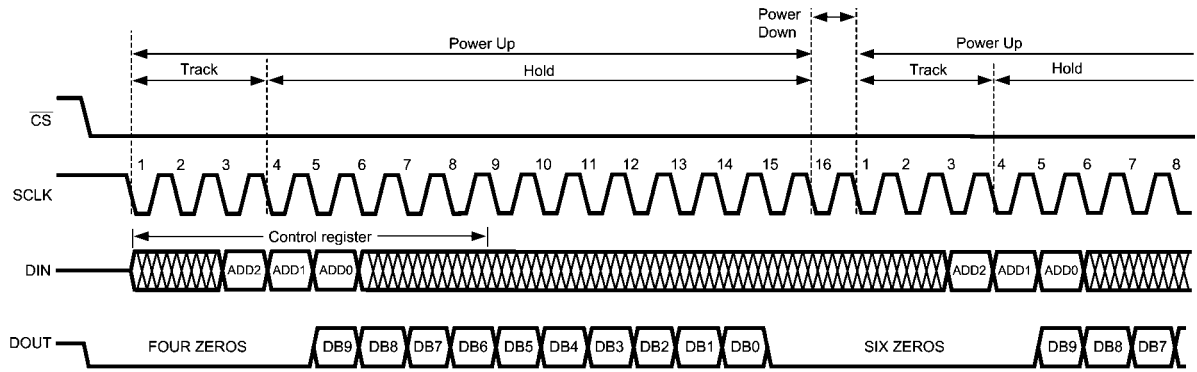 Power Down
Power Up
Power Up
Track
Hold
Track
Hold
CS
SCLK
1 2 3 4 5 6 7 8 9 10 11 12 13 14 15 16 1 2 3 4 5 6 7 8
Control register
DIN
ADD2 ADD1 ADD0 ADD2 ADD1 ADD0
DOUT
FOUR ZEROS DB9 DB8 DB7 DB6 DB5 DB4 DB3 DB2 DB1 DB0 SIX ZEROS DB9 DB8 DB7